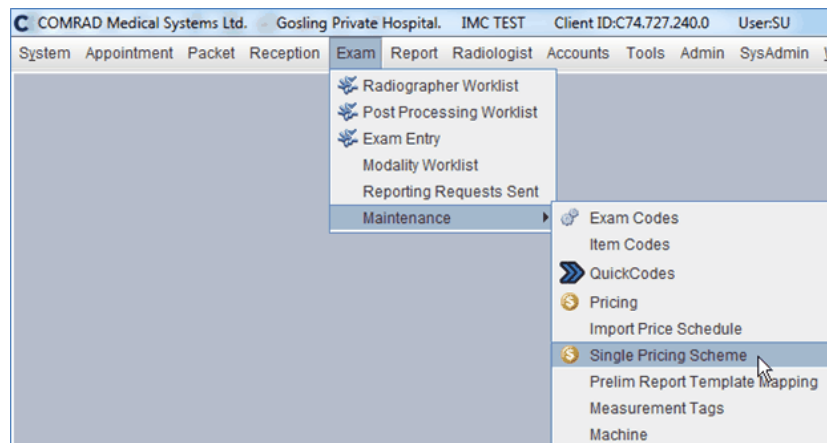 C COMRAD Medical Systems Ltd. - Gosling Private Hospital. IMC TEST Client ID:C74.727.240.0 User:SU
System Appointment Packet Reception Exam Report Radiologist Accounts Tools Admin SysAdmin
Radiographer Worklist
Post Processing Worklist
Exam Entry
Modality Worklist
Reporting Requests Sent
Maintenance
Exam Codes
Item Codes
QuickCodes
Pricing
Import Price Schedule
Single Pricing Scheme
Prelim Report Template Mapping
Measurement Tags
Machine